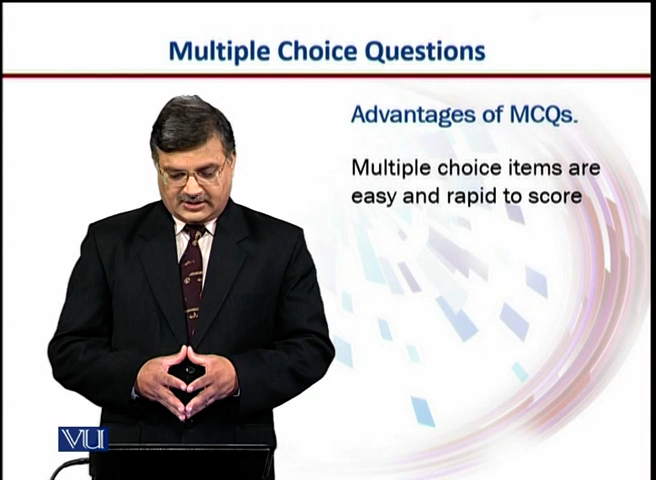 Multiple Choice Questions
Advantages of MCQs.
Multiple choice items are
easy and rapid to score
VU